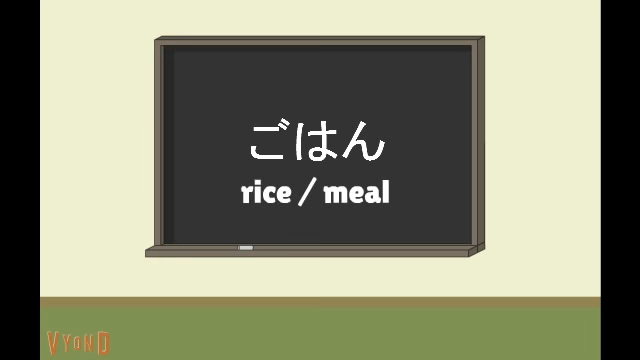 ごはん
rice / meal
VYOND